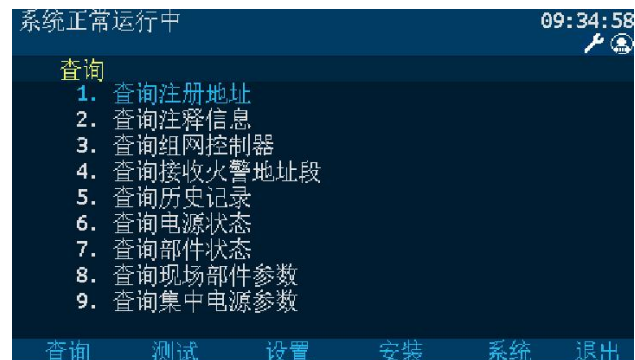 系统正常运行中 09:34:58
查询
1. 查询注册地址
2. 查询注释信息
3. 查询组网控制器
4. 查询接收火警地址段
5. 查询历史记录
6. 查询电源状态
7. 查询部件状态
8. 查询现场部件参数
9. 查询集中电源参数
查询 测试 设置 安装 系统 退出